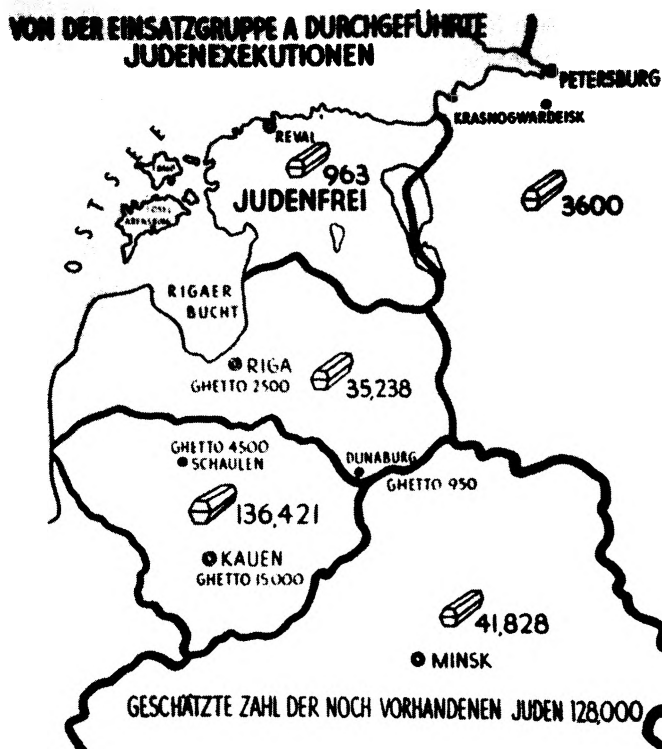 VON DER EINSATZGRUPPE A DURCHGEFÜHRTE
JUDENEXEKUTIONEN
PETERSBURG
KRASNOGWARDEISK
REVAL
963
JUDENFREI
3600
OSTSEE
ÖSEL
ARENSBURG
RIGAER
BUCHT
RIGA
GHETTO 2500
35,238
GHETTO 4500
SCHAULEN
DUNABURG
GHETTO 950
136,421
KAUEN
GHETTO 15000
41,828
MINSK
GESCHÄTZTE ZAHL DER NOCH VORHANDENEN JUDEN 128,000